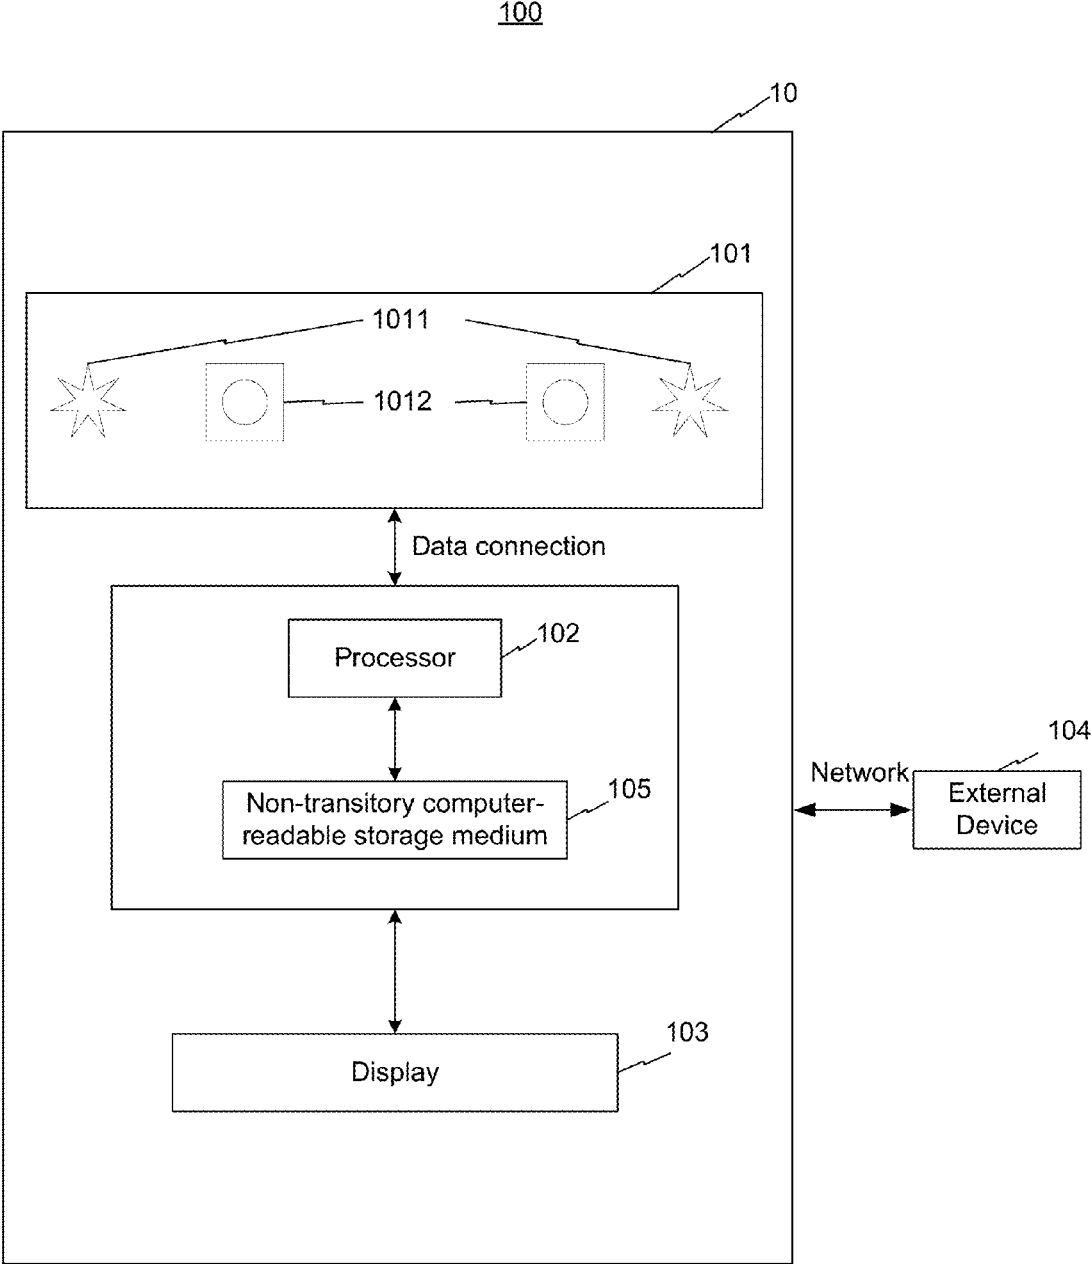 100
10
101
1011
1012
Data connection
102
Processor
105
Non-transitory computer-
readable storage medium
104
Network
External
Device
103
Display